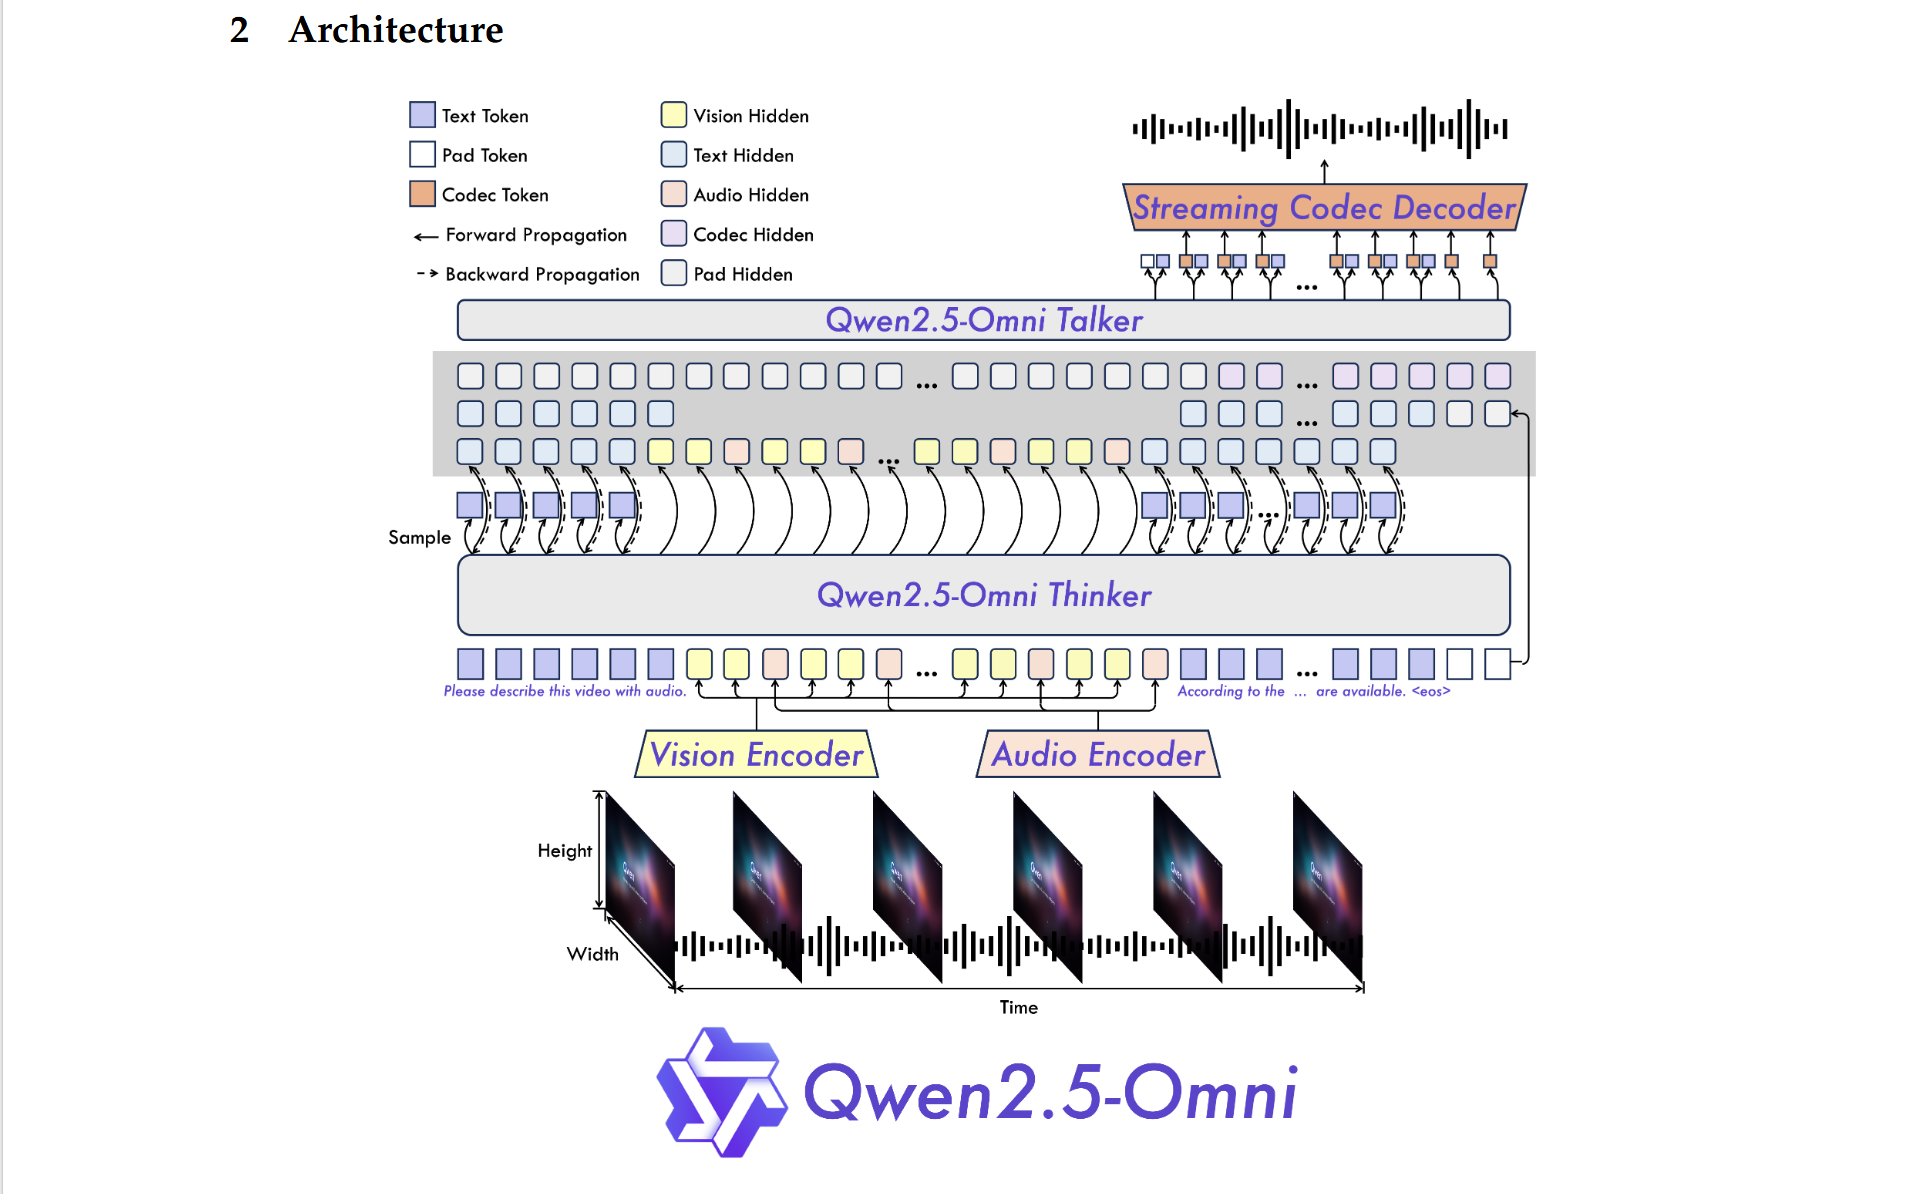 2 Architecture
Text Token
Pad Token
Codec Token
Forward Propagation
Backward Propagation
Vision Hidden
Text Hidden
Audio Hidden
Codec Hidden
Pad Hidden
Streaming Codec Decoder
...
Qwen2.5-Omni Talker
... ...
...
...
...
Sample
Qwen2.5-Omni Thinker
... ...
Please describe this video with audio.
According to the ... are available. <eos>
Vision Encoder
Audio Encoder
Height
Width
Time
Qwen2.5-Omni